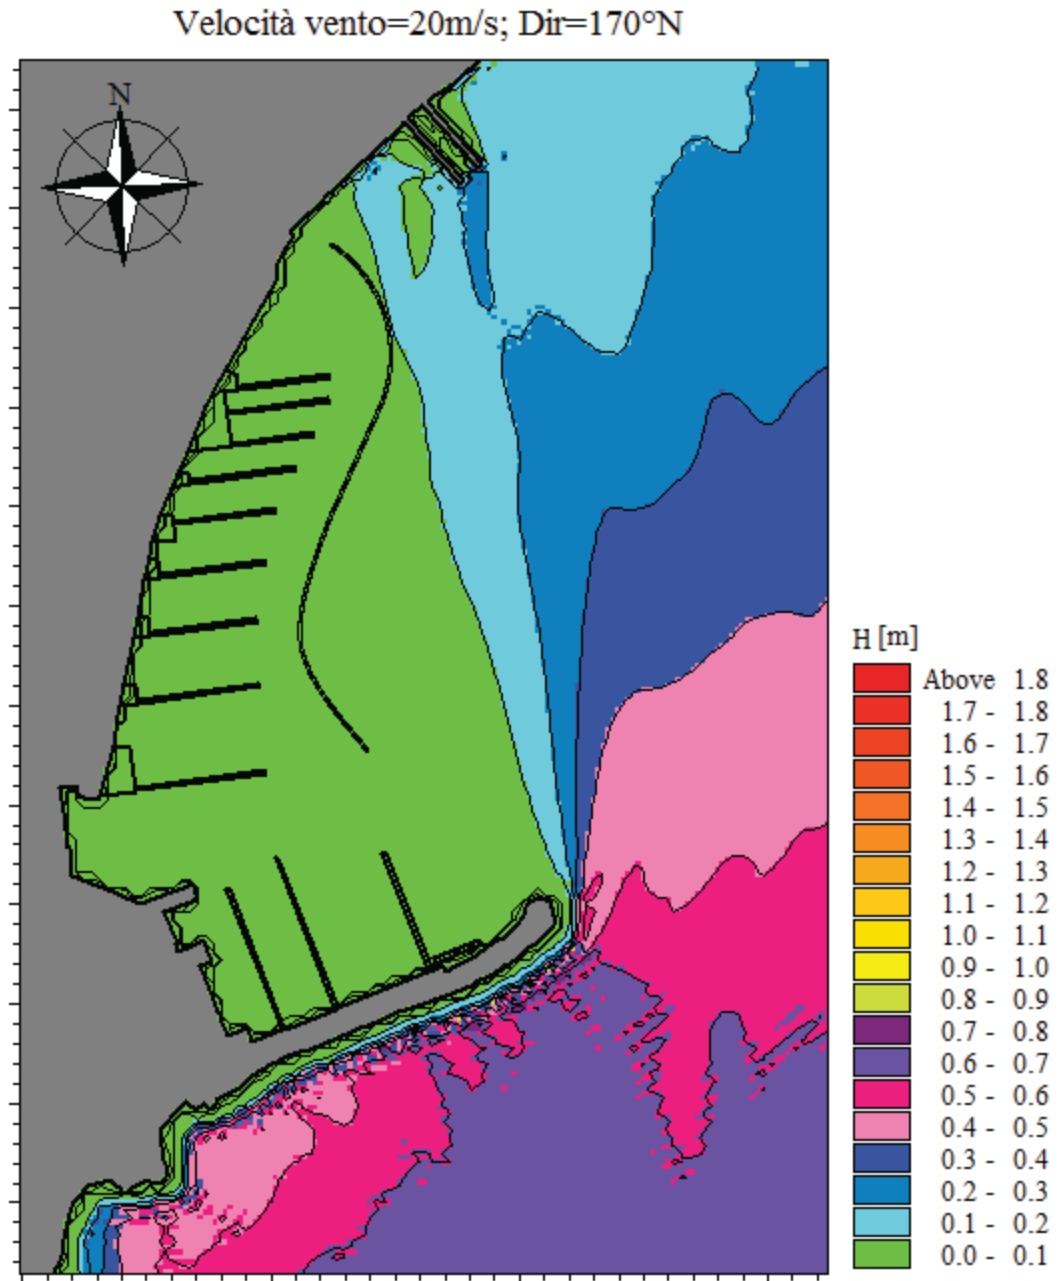 Velocità vento=20m/s; Dir=170°N
N
H [m]
Above 1.8
1.7 - 1.8
1.6 - 1.7
1.5 - 1.6
1.4 - 1.5
1.3 - 1.4
1.2 - 1.3
1.1 - 1.2
1.0 - 1.1
0.9 - 1.0
0.8 - 0.9
0.7 - 0.8
0.6 - 0.7
0.5 - 0.6
0.4 - 0.5
0.3 - 0.4
0.2 - 0.3
0.1 - 0.2
0.0 - 0.1